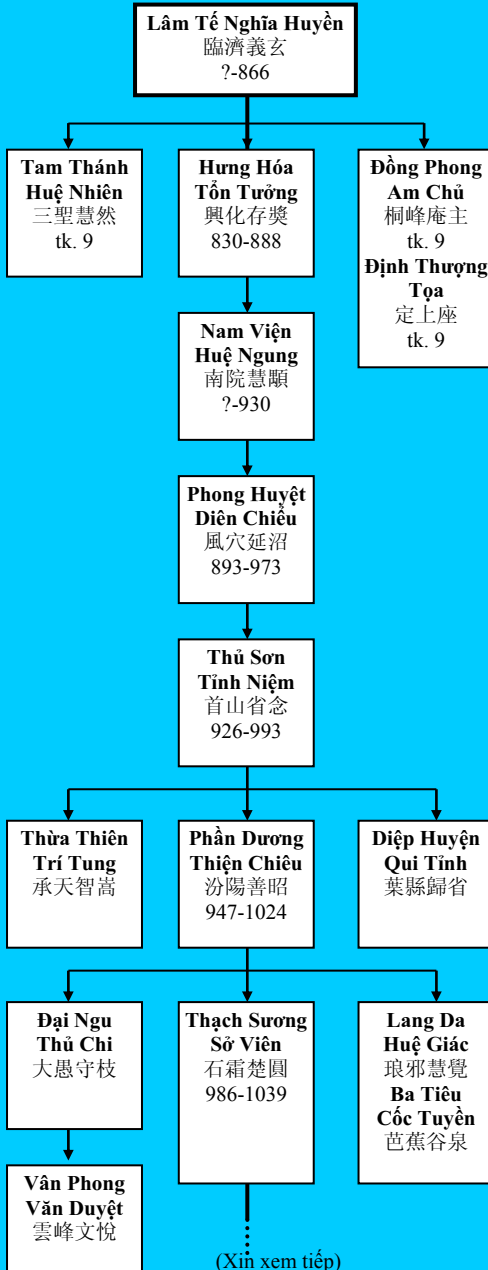 Lâm Tế Nghĩa Huyền
臨濟義玄
?-866
Tam Thánh
Huệ Nhiên
三聖慧然
tk. 9
Hưng Hóa
Tồn Tưởng
興化存獎
830-888
Đồng Phong
Am Chủ
桐峰庵主
tk. 9
Định Thượng
Tọa
定上座
tk. 9
Nam Viện
Huệ Ngung
南院慧顒
?-930
Phong Huyệt
Diên Chiểu
風穴延沼
893-973
Thủ Sơn
Tỉnh Niệm
首山省念
926-993
Thừa Thiên
Trí Tung
承天智嵩
Phần Dương
Thiện Chiêu
汾陽善昭
947-1024
Diệp Huyện
Qui Tỉnh
葉縣歸省
Đại Ngu
Thủ Chi
大愚守枝
Thạch Sương
Sở Viên
石霜楚圓
986-1039
Lang Da
Huệ Giác
琅邪慧覺
Ba Tiêu
Cốc Tuyền
芭蕉谷泉
Vân Phong
Văn Duyệt
雲峰文悅
(Xin xem tiếp)